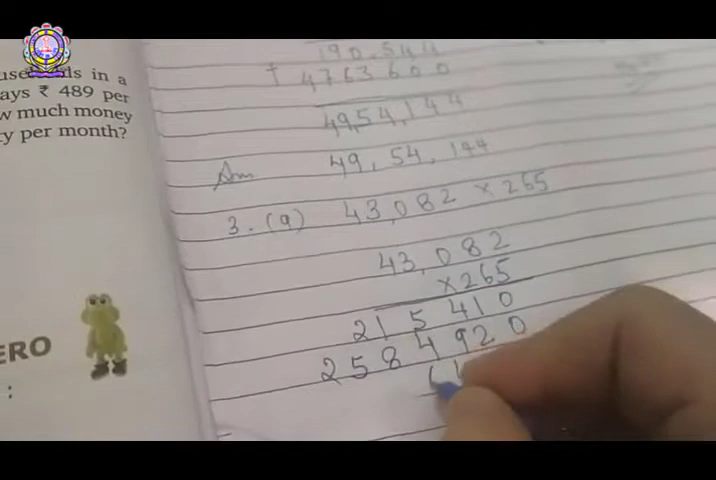 in a
ays ₹ 489 per
w much money
y per month?
190,544
+ 4763600
49,54,144
Ans 49,54,144
3. (a) 43,082 × 265
43,082
× 265
215410
2584920
ERO
: